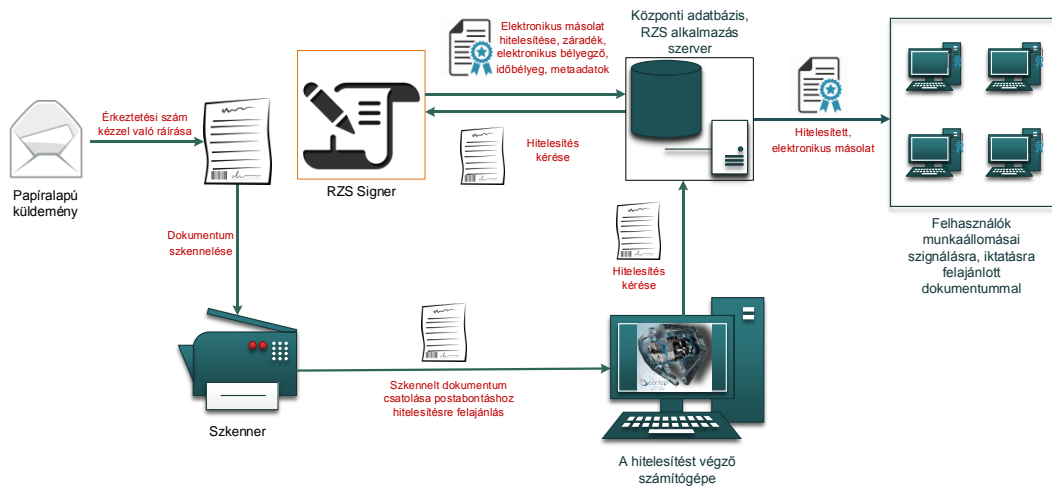 Elektronikus másolat
hitelesítése, záradék,
elektronikus bélyegző,
időbélyeg, metaadatok
Központi adatbázis,
RZS alkalmazás
szerver
Érkeztetési szám
kézzel való ráírása
Hitelesítés
kérése
Hitelesített,
elektronikus másolat
Papíralapú
küldemény
RZS Signer
Dokumentum
szkennelése
Hitelesítés
kérése
Felhasználók
munkaállomásai
szignálásra, iktatásra
felajánlott
dokumentummal
Szkennelt dokumentum
csatolása postabontáshoz
hitelesítésre felajánlás
Szkenner
A hitelesítést végző
számítógépe